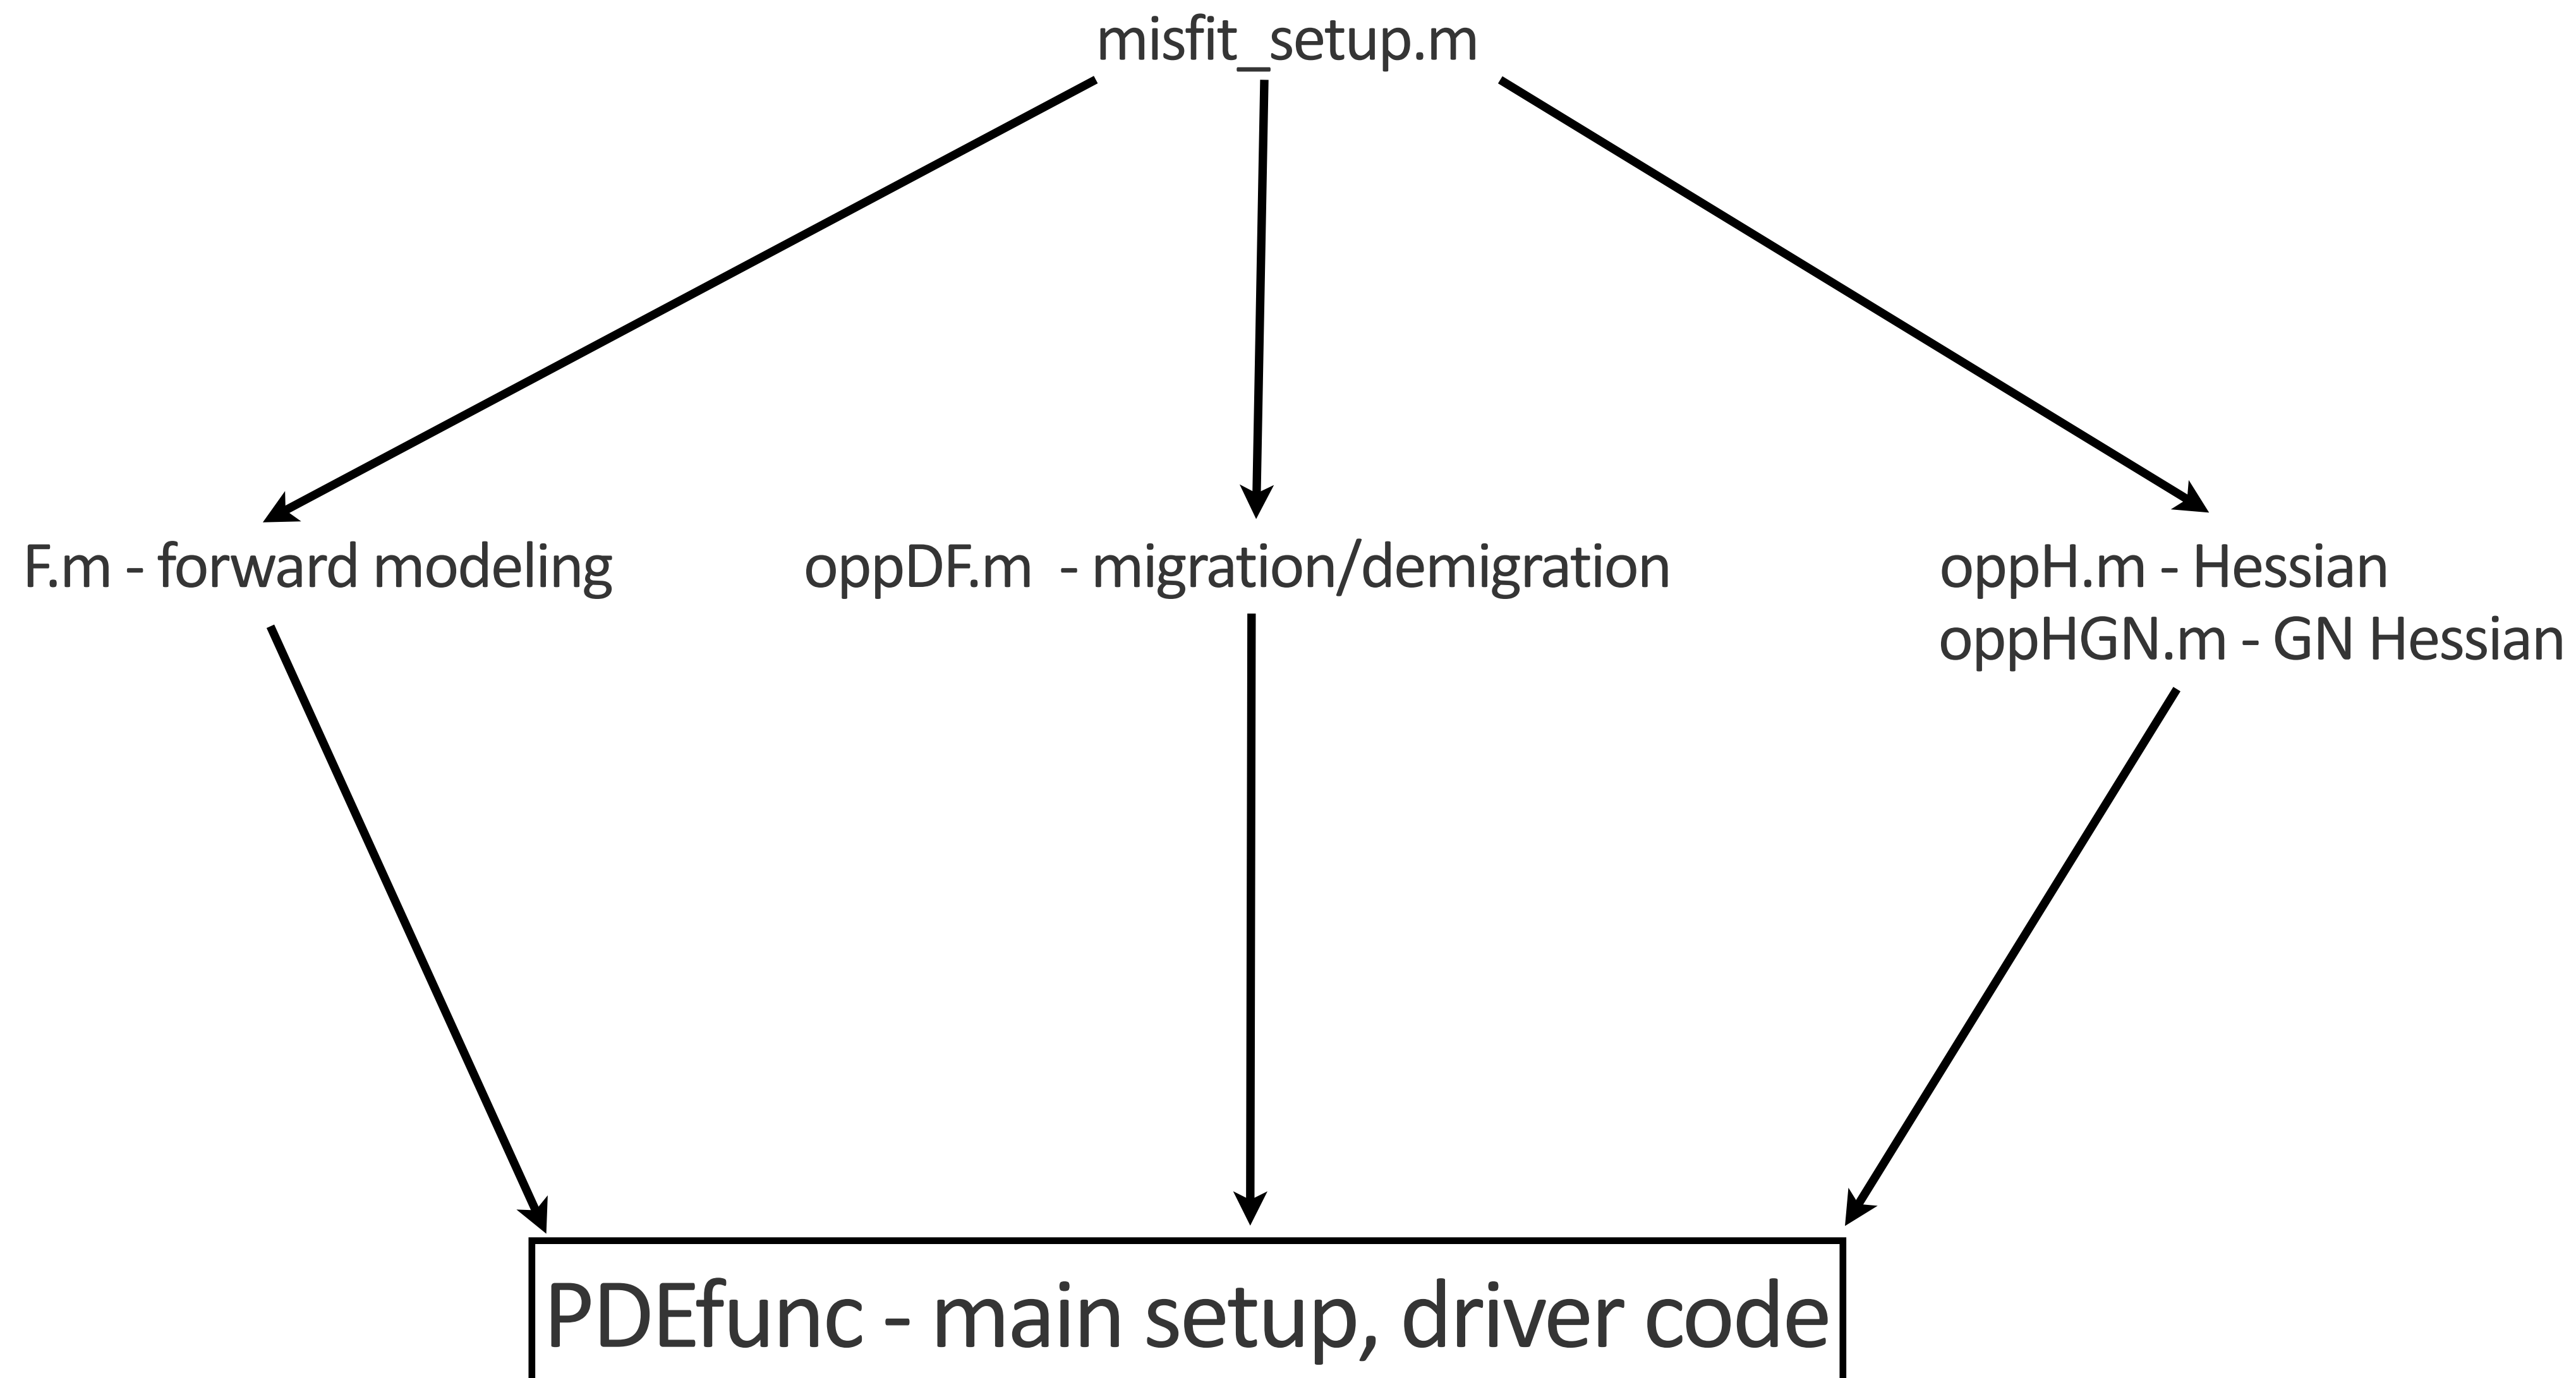 misfit_setup.m
F.m - forward modeling
oppDF.m - migration/demigration
oppH.m - Hessian
oppHGN.m - GN Hessian
PDEfunc - main setup, driver code